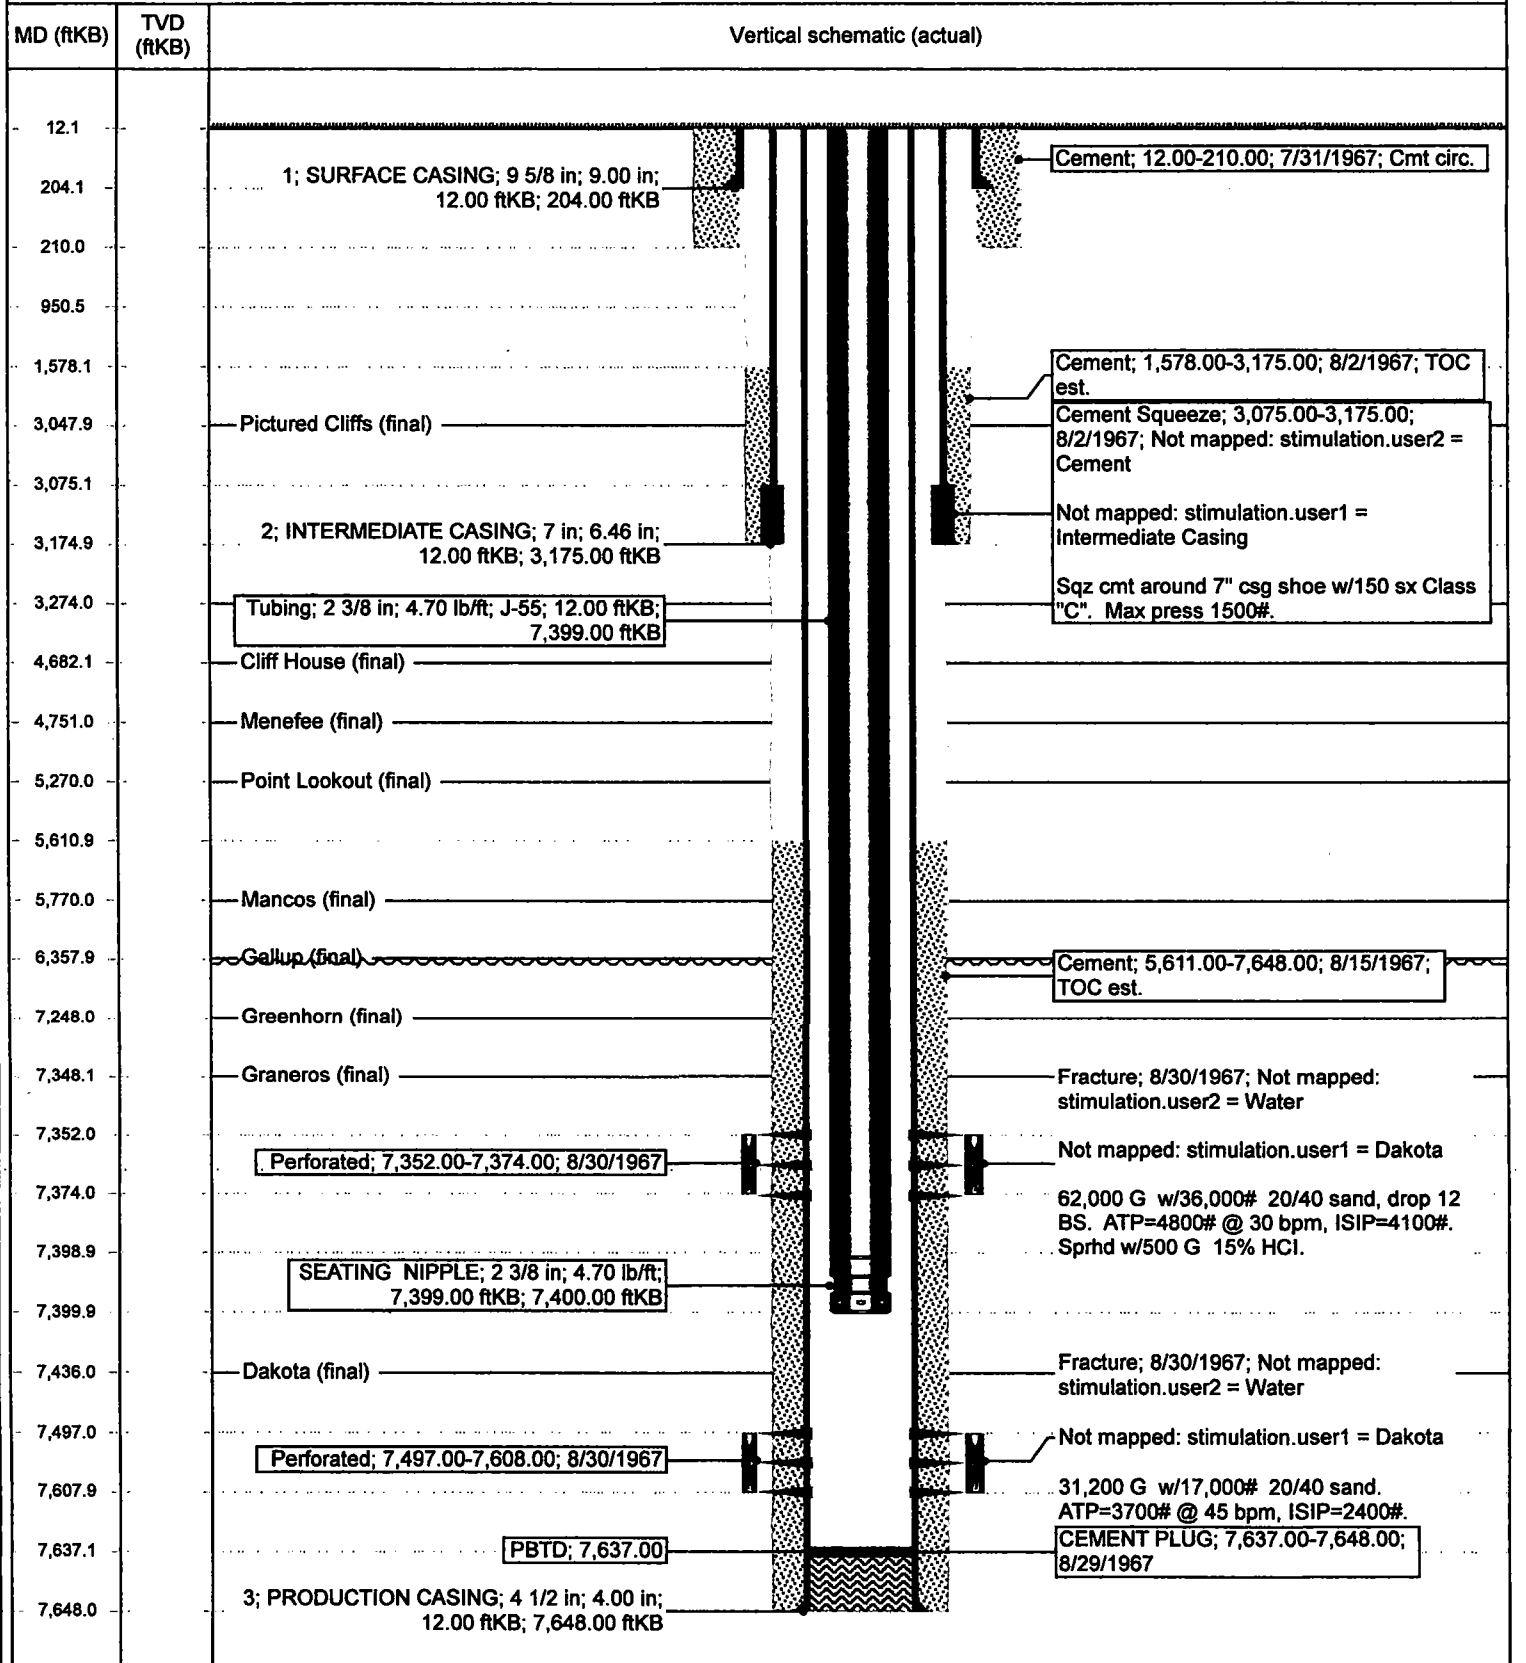 MD (ftKB)
TVD
(ftKB)
Vertical schematic (actual)
12.1
Cement; 12.00-210.00; 7/31/1967; Cmt circ.
1; SURFACE CASING; 9 5/8 in; 9.00 in;
12.00 ftKB; 204.00 ftKB
204.1
210.0
950.5
1,578.1
Cement; 1,578.00-3,175.00; 8/2/1967; TOC
est.
3,047.9
Pictured Cliffs (final)
Cement Squeeze; 3,075.00-3,175.00;
8/2/1967; Not mapped: stimulation.user2 =
Cement
Not mapped: stimulation.user1 =
Intermediate Casing
Sqz cmt around 7" csg shoe w/150 sx Class
"C". Max press 1500#.
3,075.1
2; INTERMEDIATE CASING; 7 in; 6.46 in;
12.00 ftKB; 3,175.00 ftKB
3,174.9
3,274.0
Tubing; 2 3/8 in; 4.70 lb/ft; J-55; 12.00 ftKB;
7,399.00 ftKB
4,682.1
Cliff House (final)
4,751.0
Menefee (final)
5,270.0
Point Lookout (final)
5,610.9
5,770.0
Mancos (final)
6,357.9
Gallup (final)
Cement; 5,611.00-7,648.00; 8/15/1967;
TOC est.
7,248.0
Greenhorn (final)
7,348.1
Graneros (final)
Fracture; 8/30/1967; Not mapped:
stimulation.user2 = Water
Not mapped: stimulation.user1 = Dakota
62,000 G w/36,000# 20/40 sand, drop 12
BS. ATP=4800# @ 30 bpm, ISIP=4100#.
Sprhd w/500 G 15% HCl.
7,352.0
Perforated; 7,352.00-7,374.00; 8/30/1967
7,374.0
7,398.9
SEATING NIPPLE; 2 3/8 in; 4.70 lb/ft;
7,399.00 ftKB; 7,400.00 ftKB
7,399.9
7,436.0
Dakota (final)
Fracture; 8/30/1967; Not mapped:
stimulation.user2 = Water
Not mapped: stimulation.user1 = Dakota
31,200 G w/17,000# 20/40 sand.
ATP=3700# @ 45 bpm, ISIP=2400#.
7,497.0
Perforated; 7,497.00-7,608.00; 8/30/1967
7,607.9
7,637.1
PBTD; 7,637.00
CEMENT PLUG; 7,637.00-7,648.00;
8/29/1967
3; PRODUCTION CASING; 4 1/2 in; 4.00 in;
12.00 ftKB; 7,648.00 ftKB
7,648.0